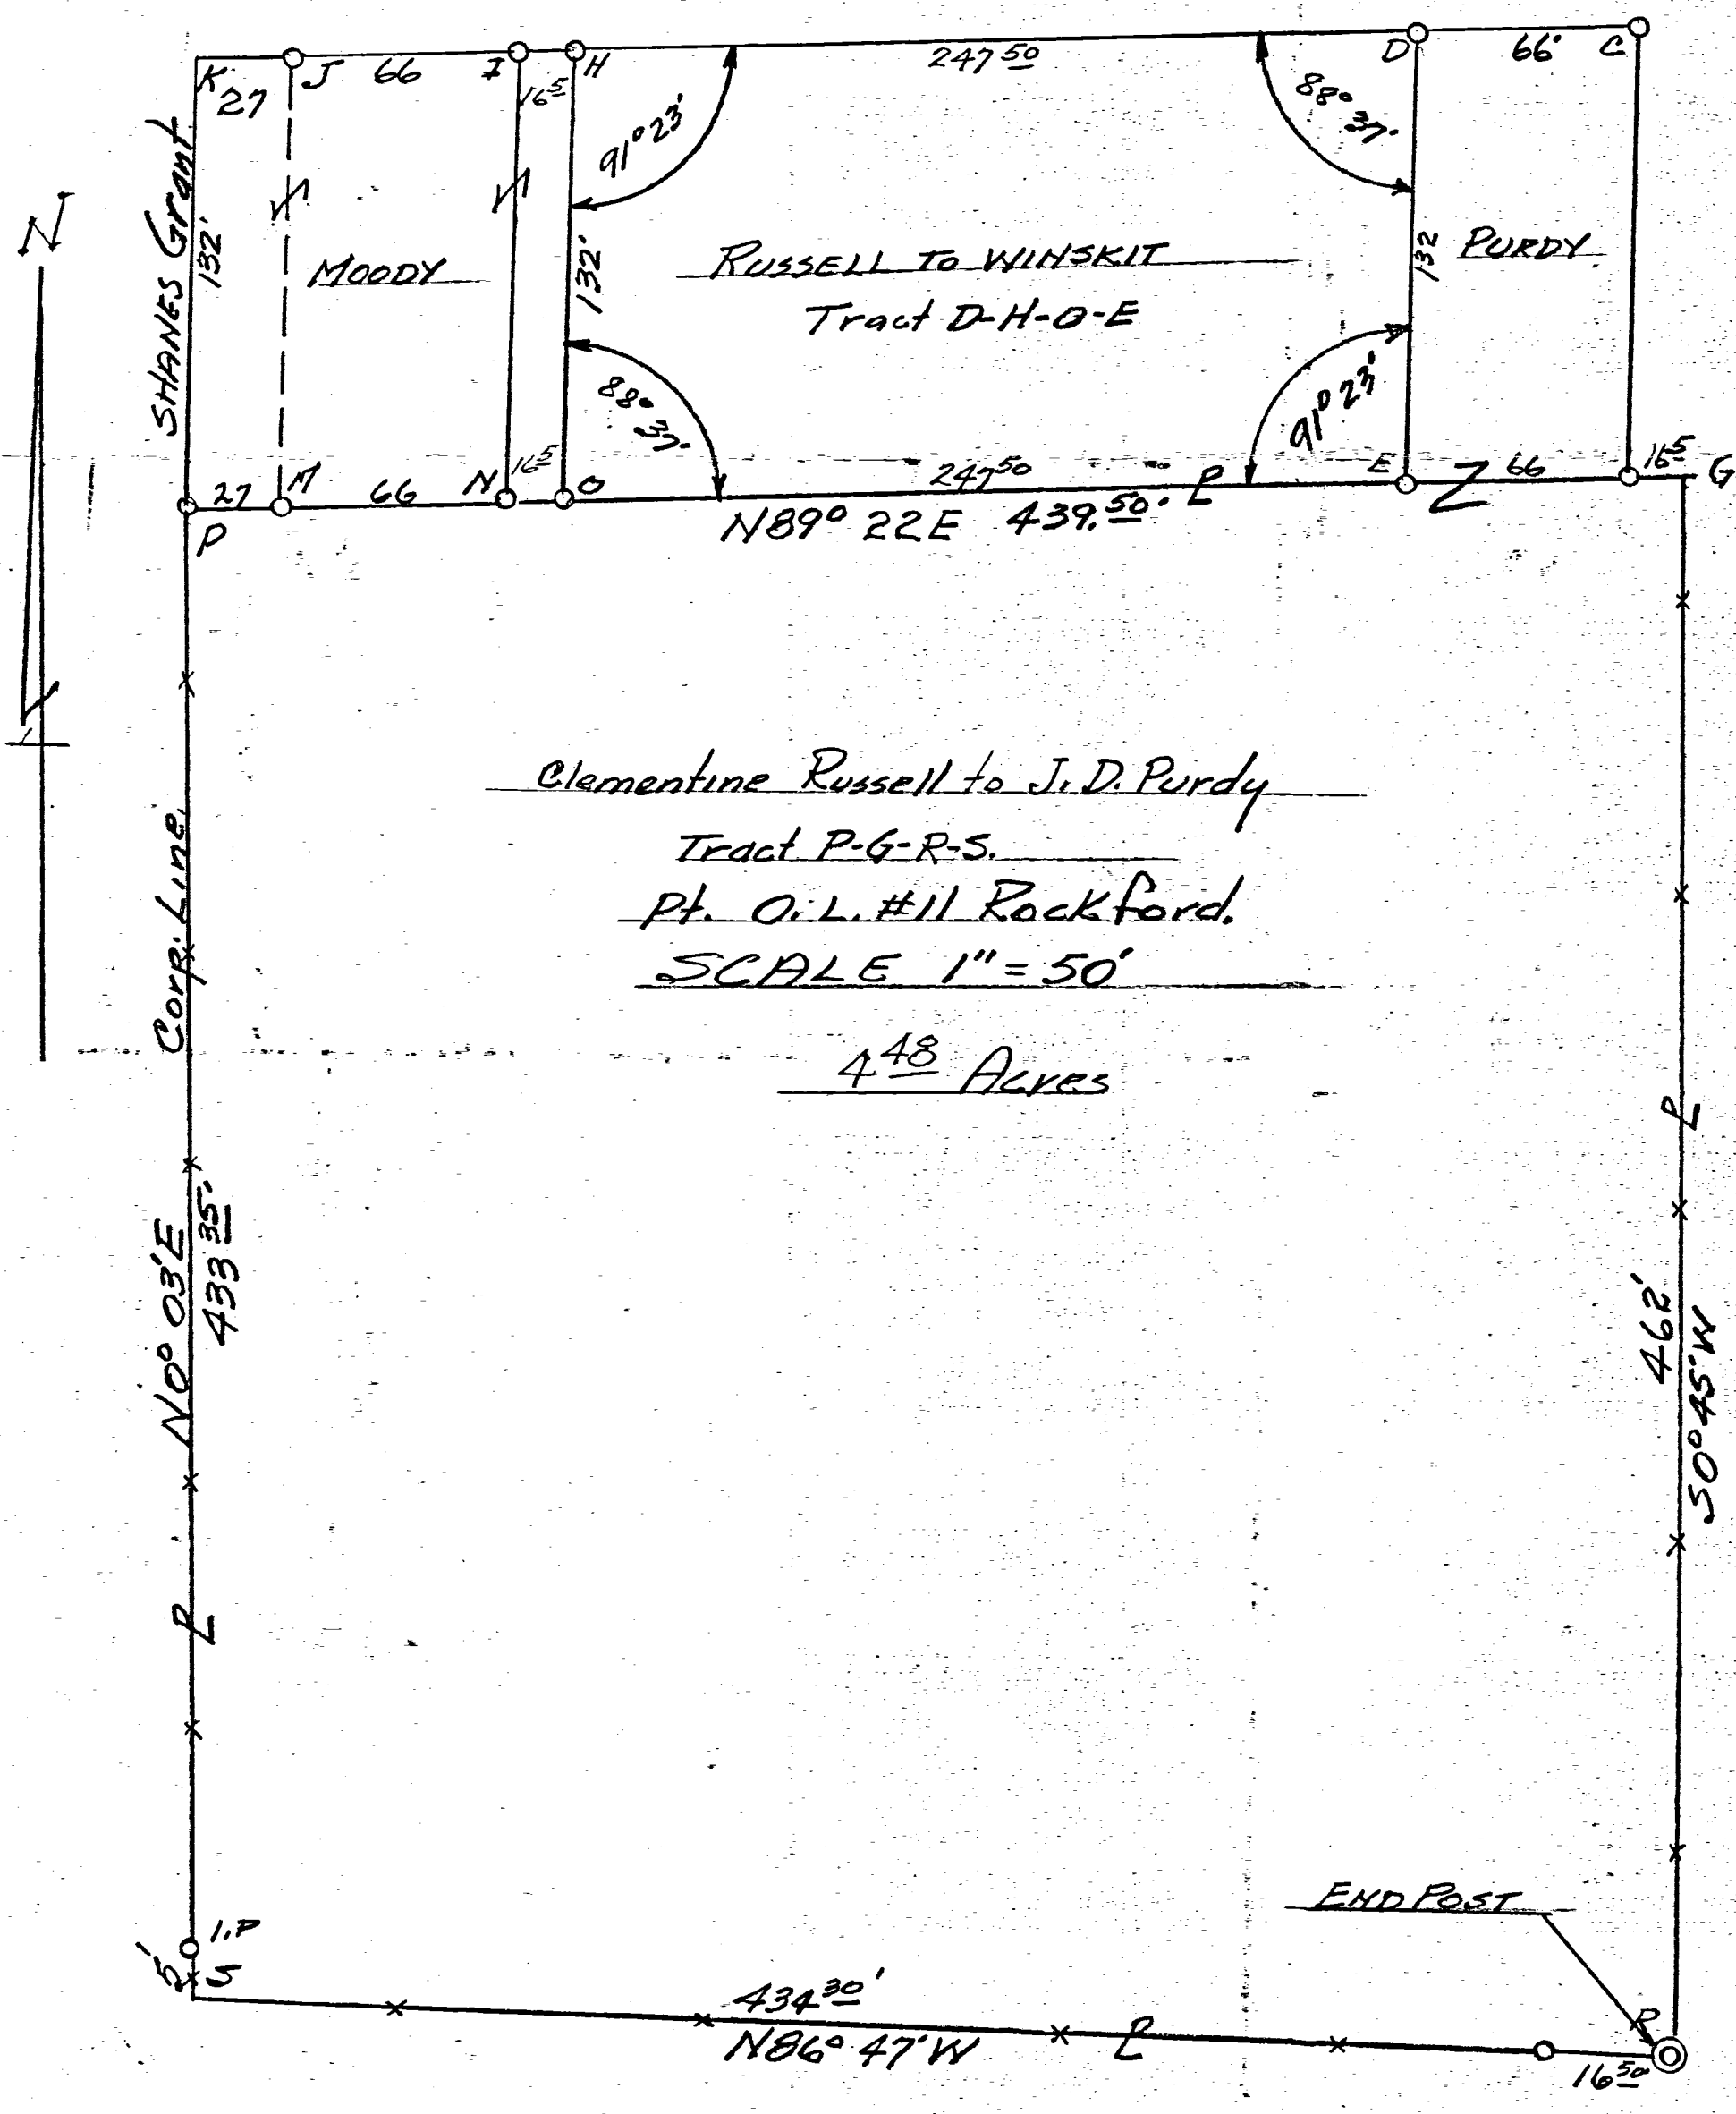 K J 66 I H 247 50 D 66' C
27 16 5
91° 23' 88° 37'
N
SHANES Grant
132'
MOODY
132'
RUSSELL TO WINSKIT
Tract D-H-O-E
132
PURDY
88° 37' 91° 23'
27 M 66 N 16 5 O 247 50 E Z 66 16 5 G
P
N89° 22 E 439.50'
Clementine Russell to J. D. Purdy
Tract P-G-R-S.
Pt. O. L. #11 Rockford.
SCALE 1" = 50'
4 48 Acres
Corp. Line
N0° 03'E
433 35'
462'
S0° 45'W
END POST
I.P
5' S
434 30'
N86° 47' W
R
16 50